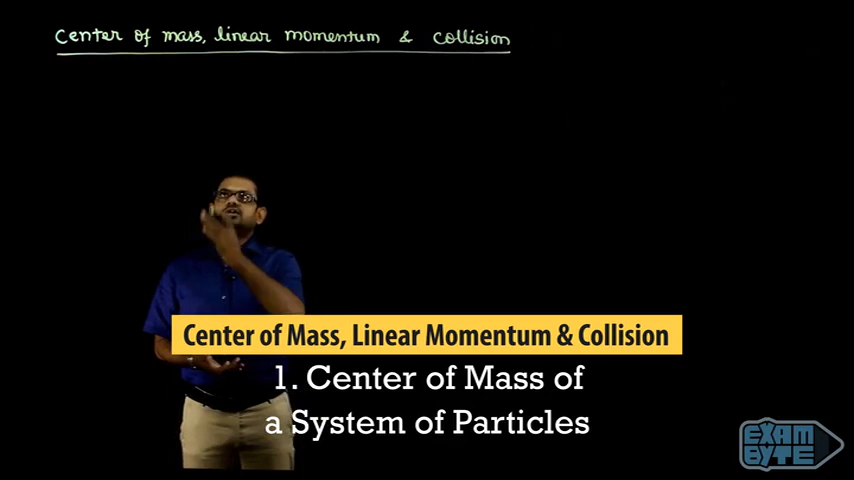 Center of mass, linear momentum & collision
Center of Mass, Linear Momentum & Collision
1. Center of Mass of
a System of Particles
EXAM
BYTE